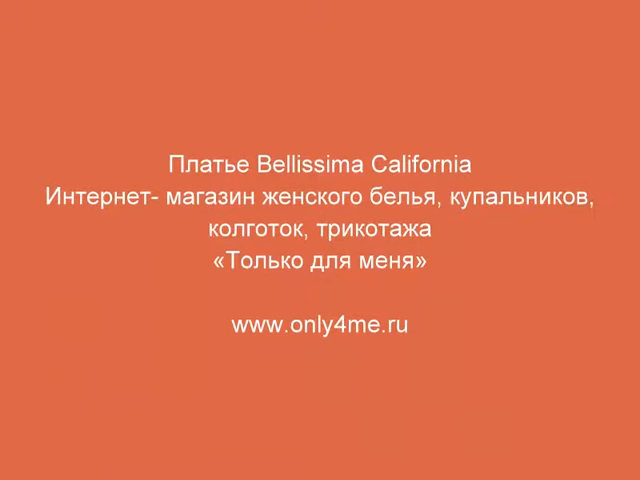 Платье Bellissima California
Интернет- магазин женского белья, купальников,
колготок, трикотажа
«Только для меня»
www.only4me.ru